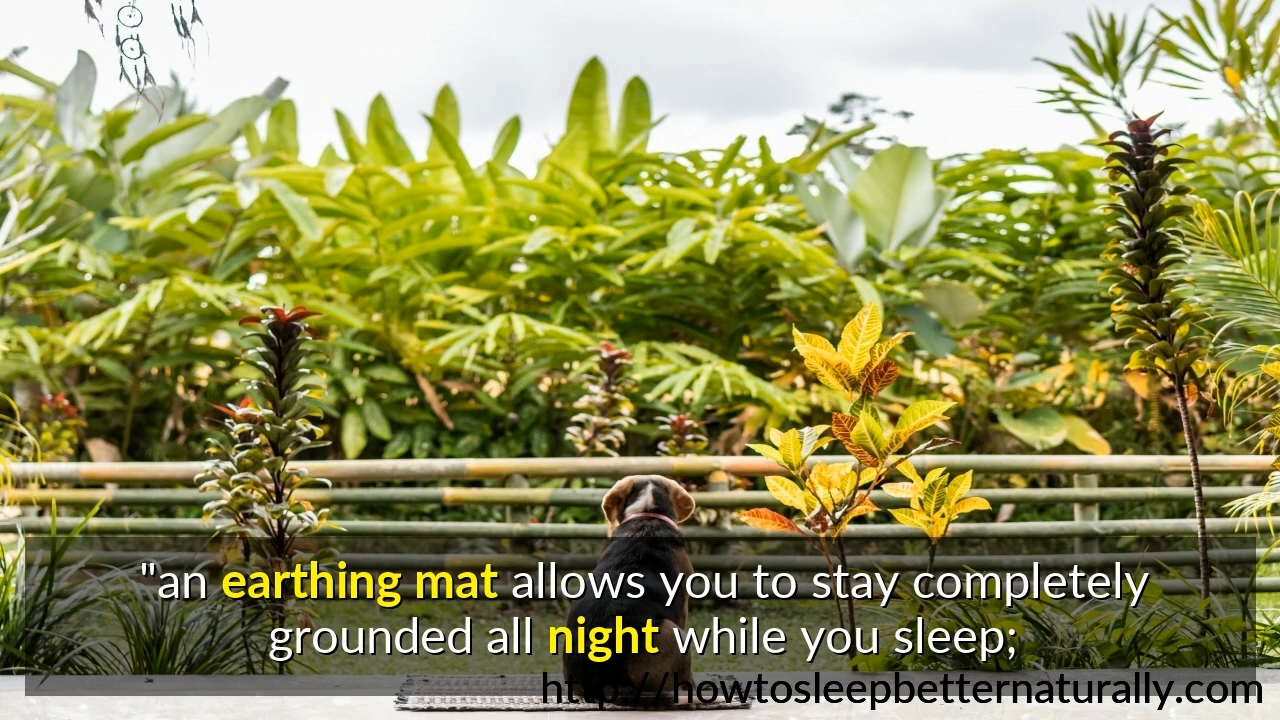 "an earthing mat allows you to stay completely
grounded all night while you sleep;
http://howtosleepbetternaturally.com